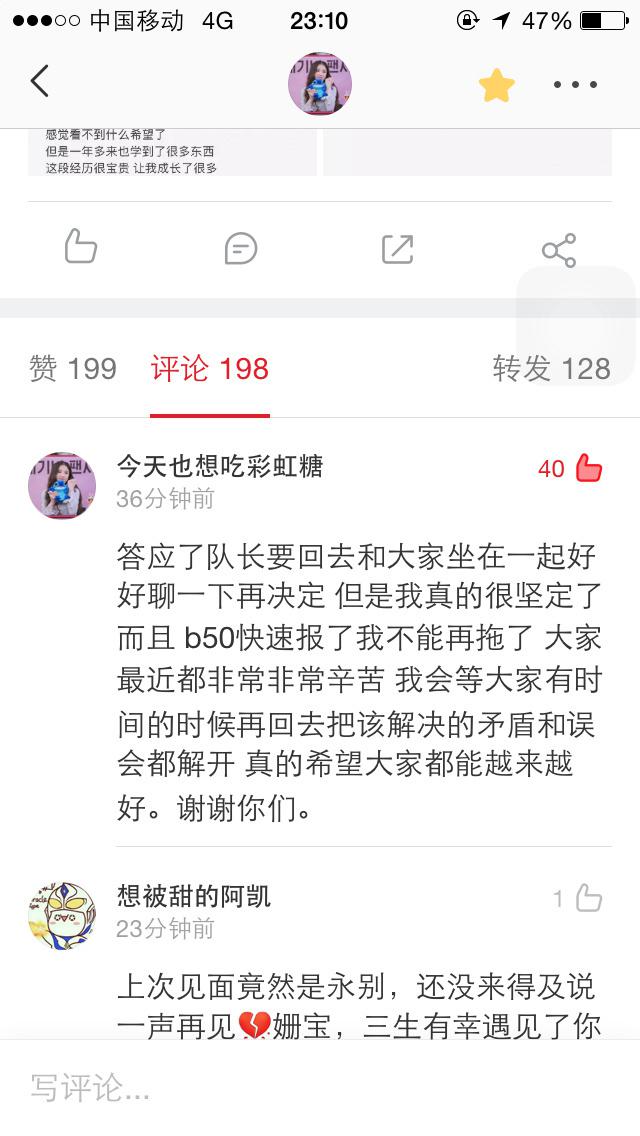 中国移动 4G 23:10 47%
感觉看不到什么希望了
但是一年多来也学到了很多东西
这段经历很宝贵 让我成长了很多
赞 199 评论 198 转发 128
今天也想吃彩虹糖 40
36分钟前
答应了队长要回去和大家坐在一起好
好聊一下再决定 但是我真的很坚定了
而且 b50快速报了我不能再拖了 大家
最近都非常非常辛苦 我会等大家有时
间的时候再回去把该解决的矛盾和误
会都解开 真的希望大家都能越来越
好。谢谢你们。
想被甜的阿凯 1
23分钟前
上次见面竟然是永别，还没来得及说
一声再见💔姗宝，三生有幸遇见了你
写评论...